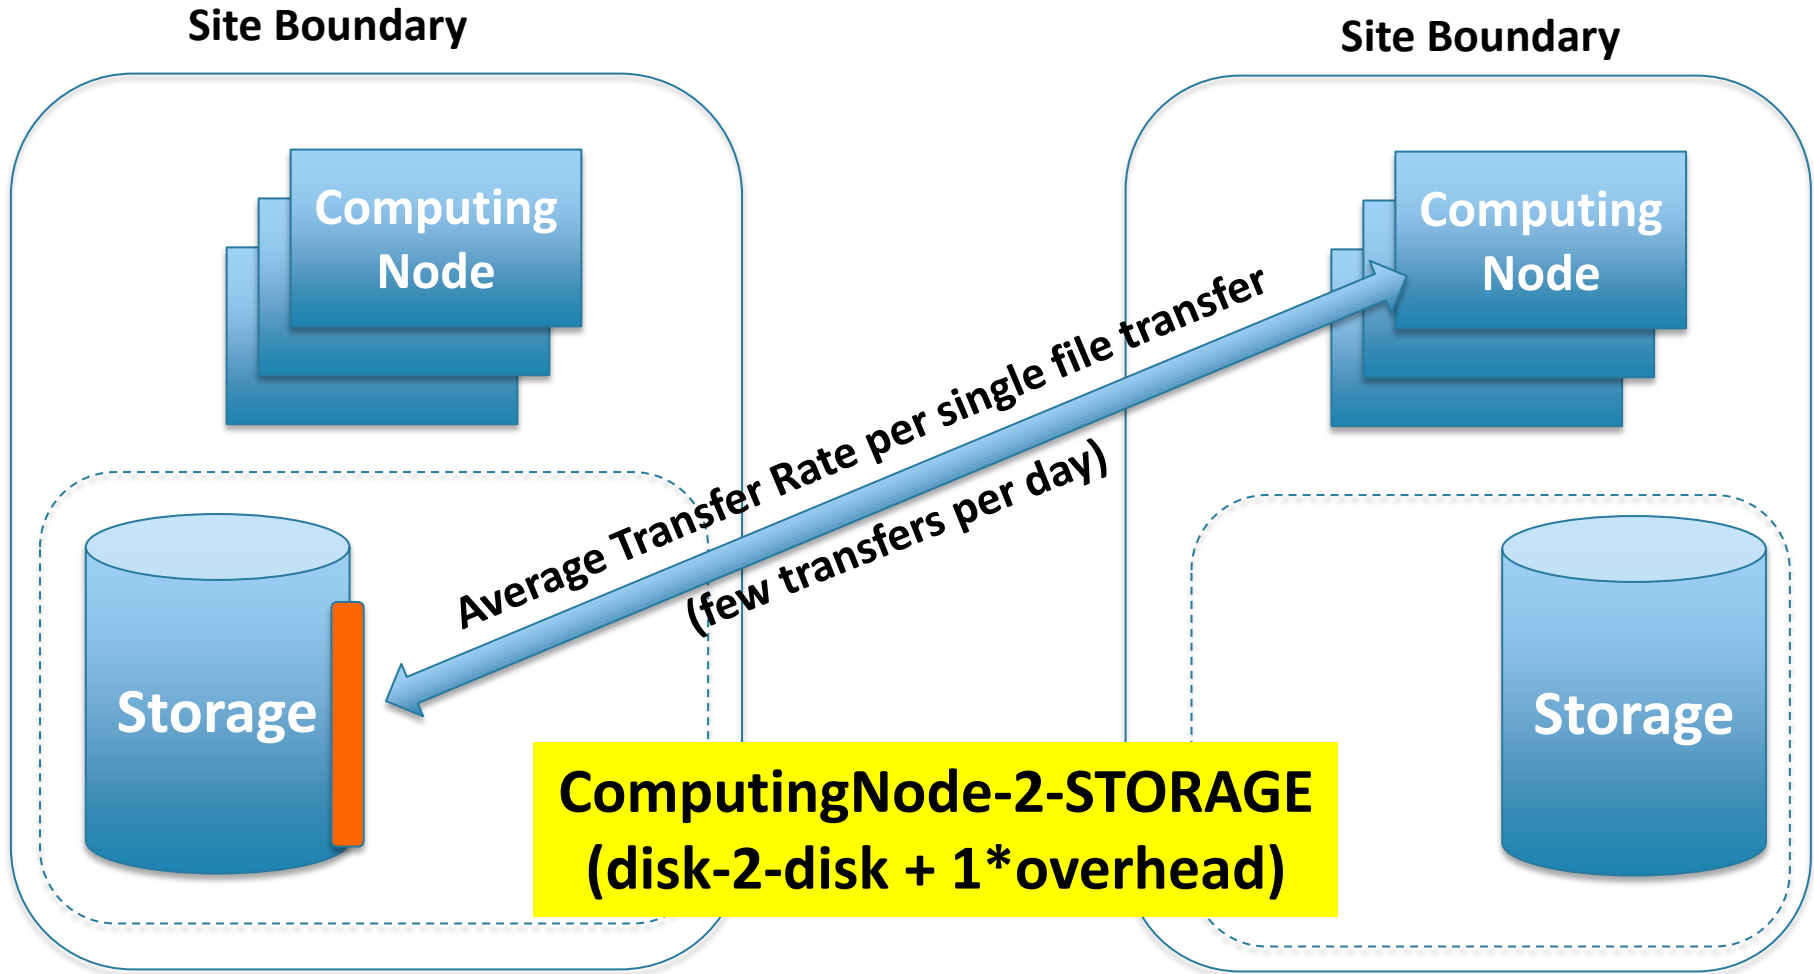 Site Boundary
Site Boundary
Computing
Node
Computing
Node
Average Transfer Rate per single file transfer
(few transfers per day)
Storage
Storage
ComputingNode-2-STORAGE
(disk-2-disk + 1*overhead)